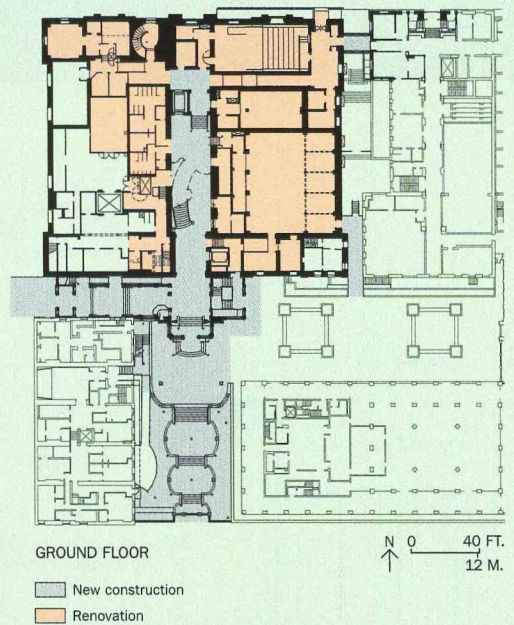 GROUND FLOOR
N 0 40 FT.
12 M.
New construction
Renovation